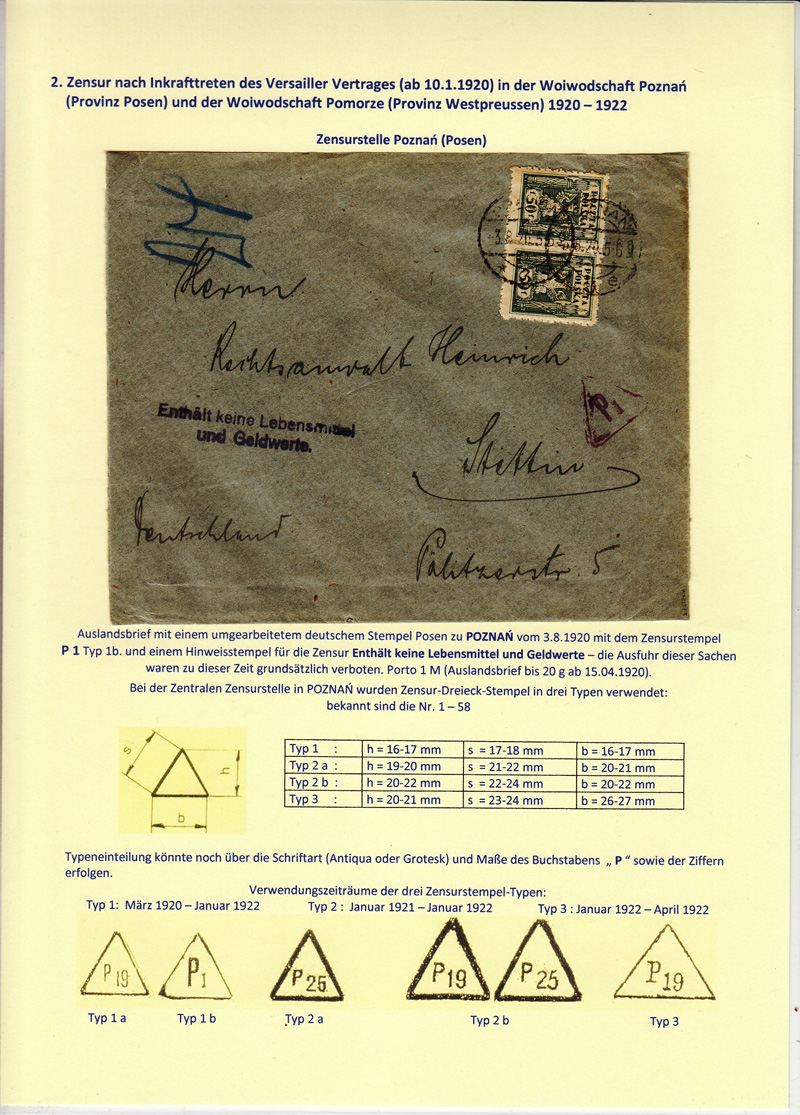 2. Zensur nach Inkrafttreten des Versailler Vertrages (ab 10.1.1920) in der Woiwodschaft Poznań
(Provinz Posen) und der Woiwodschaft Pomorze (Provinz Westpreussen) 1920 – 1922
Zensurstelle Poznań (Posen)
50 f
POCZTA
POLSKA
POCZTA
POLSKA
Herrn
Rechtsanwalt Heinrich
P1
Enthält keine Lebensmittel
und Geldwerte.
Stettin
Deutschland
Pölitzerstr. 5
Auslandsbrief mit einem umgearbeitetem deutschem Stempel Posen zu POZNAŃ vom 3.8.1920 mit dem Zensurstempel
P 1 Typ 1b. und einem Hinweisstempel für die Zensur Enthält keine Lebensmittel und Geldwerte – die Ausfuhr dieser Sachen
waren zu dieser Zeit grundsätzlich verboten. Porto 1 M (Auslandsbrief bis 20 g ab 15.04.1920).
Bei der Zentralen Zensurstelle in POZNAŃ wurden Zensur-Dreieck-Stempel in drei Typen verwendet:
bekannt sind die Nr. 1 – 58
s
h
b
Typ 1 : h = 16-17 mm s = 17-18 mm b = 16-17 mm
Typ 2 a : h = 19-20 mm s = 21-22 mm b = 20-21 mm
Typ 2 b : h = 20-22 mm s = 22-24 mm b = 20-22 mm
Typ 3 : h = 20-21 mm s = 23-24 mm b = 26-27 mm
Typeneinteilung könnte noch über die Schriftart (Antiqua oder Grotesk) und Maße des Buchstabens „ P “ sowie der Ziffern
erfolgen.
Verwendungszeiträume der drei Zensurstempel-Typen:
Typ 1: März 1920 – Januar 1922 Typ 2 : Januar 1921 – Januar 1922 Typ 3 : Januar 1922 – April 1922
P19 P1 P25 P19 P25 P19
Typ 1 a Typ 1 b Typ 2 a Typ 2 b Typ 3